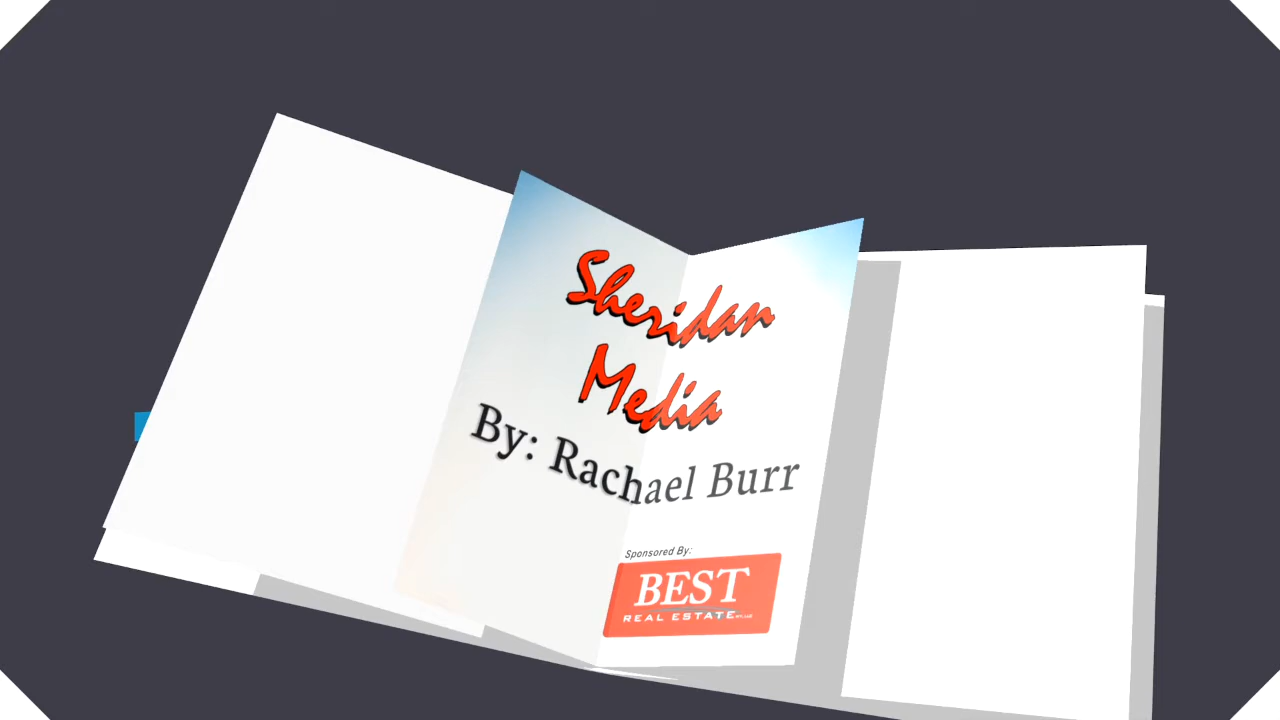 Sheridan
Media
By: Rachael Burr
Sponsored By:
BEST
REAL ESTATE